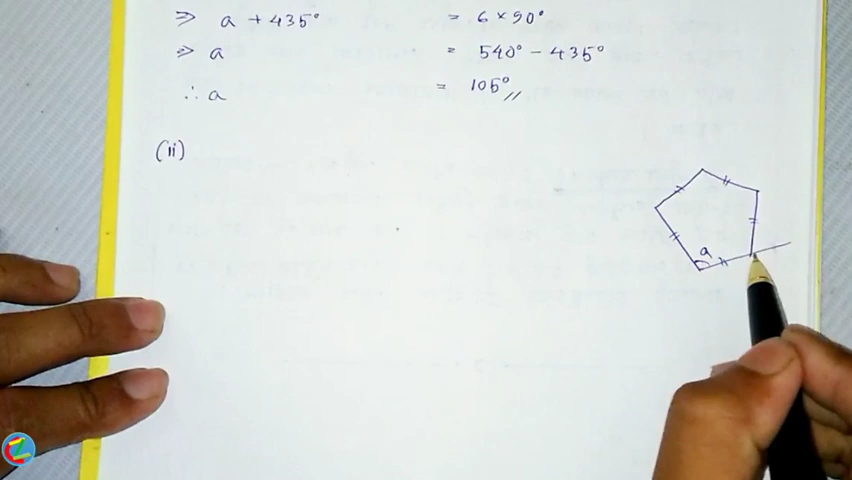 ⇒ a + 435° = 6 × 90°
⇒ a = 540° - 435°
∴ a = 105°,,
(ii)
a